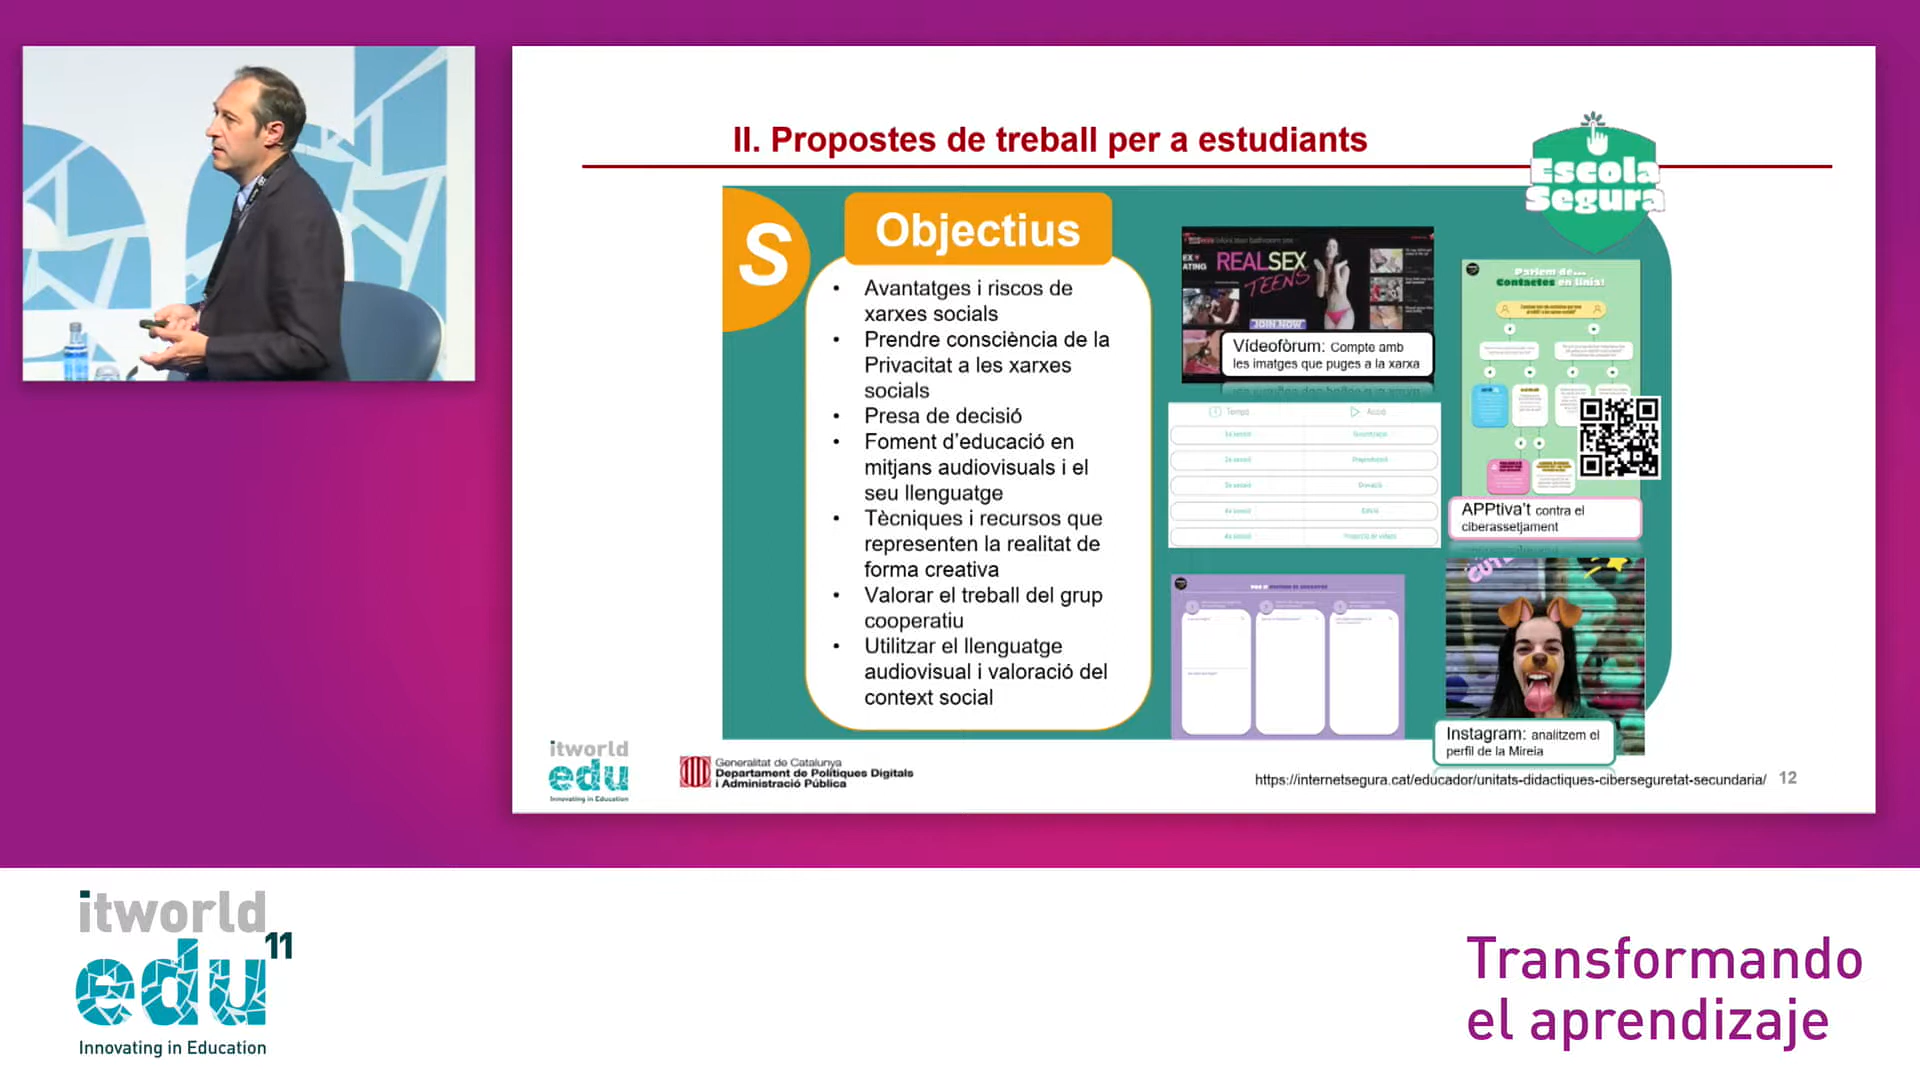 II. Propostes de treball per a estudiants
Escola
Segura
S
Objectius
• Avantatges i riscos de
xarxes socials
• Prendre consciència de la
Privacitat a les xarxes
socials
• Presa de decisió
• Foment d’educació en
mitjans audiovisuals i el
seu llenguatge
• Tècniques i recursos que
representen la realitat de
forma creativa
• Valorar el treball del grup
cooperatiu
• Utilitzar el llenguatge
audiovisual i valoració del
context social
REALSEX
TEENS
JOIN NOW
Vídeofòrum: Compte amb
les imatges que puges a la xarxa
Temps
Acció
Parlem de...
Contactes en línia!
APPtiva't contra el
ciberassetjament
Instagram: analitzem el
perfil de la Mireia
itworld
edu
Innovating in Education
Generalitat de Catalunya
Departament de Polítiques Digitals
i Administració Pública
https://internetsegura.cat/educador/unitats-didactiques-ciberseguretat-secundaria/
12
itworld
edu11
Innovating in Education
Transformando
el aprendizaje